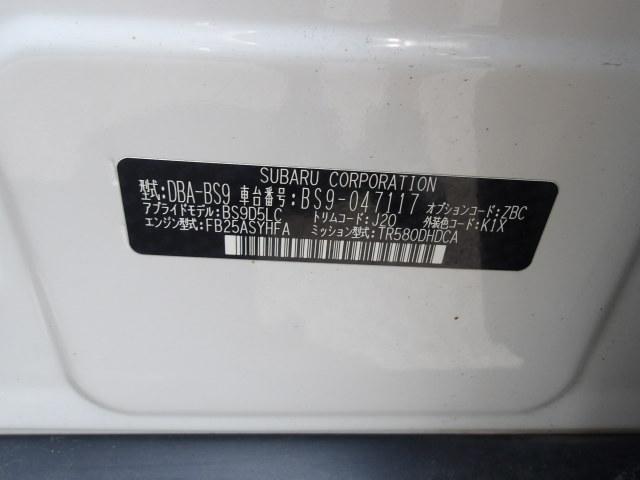 SUBARU CORPORATION
型式:DBA-BS9 車台番号:BS9-047117 オプションコード:ZBC
アプライドモデル:BS9D5LC トリムコード:J20 外装色コード:K1X
エンジン型式:FB25ASYHFA ミッション型式:TR580DHDCA